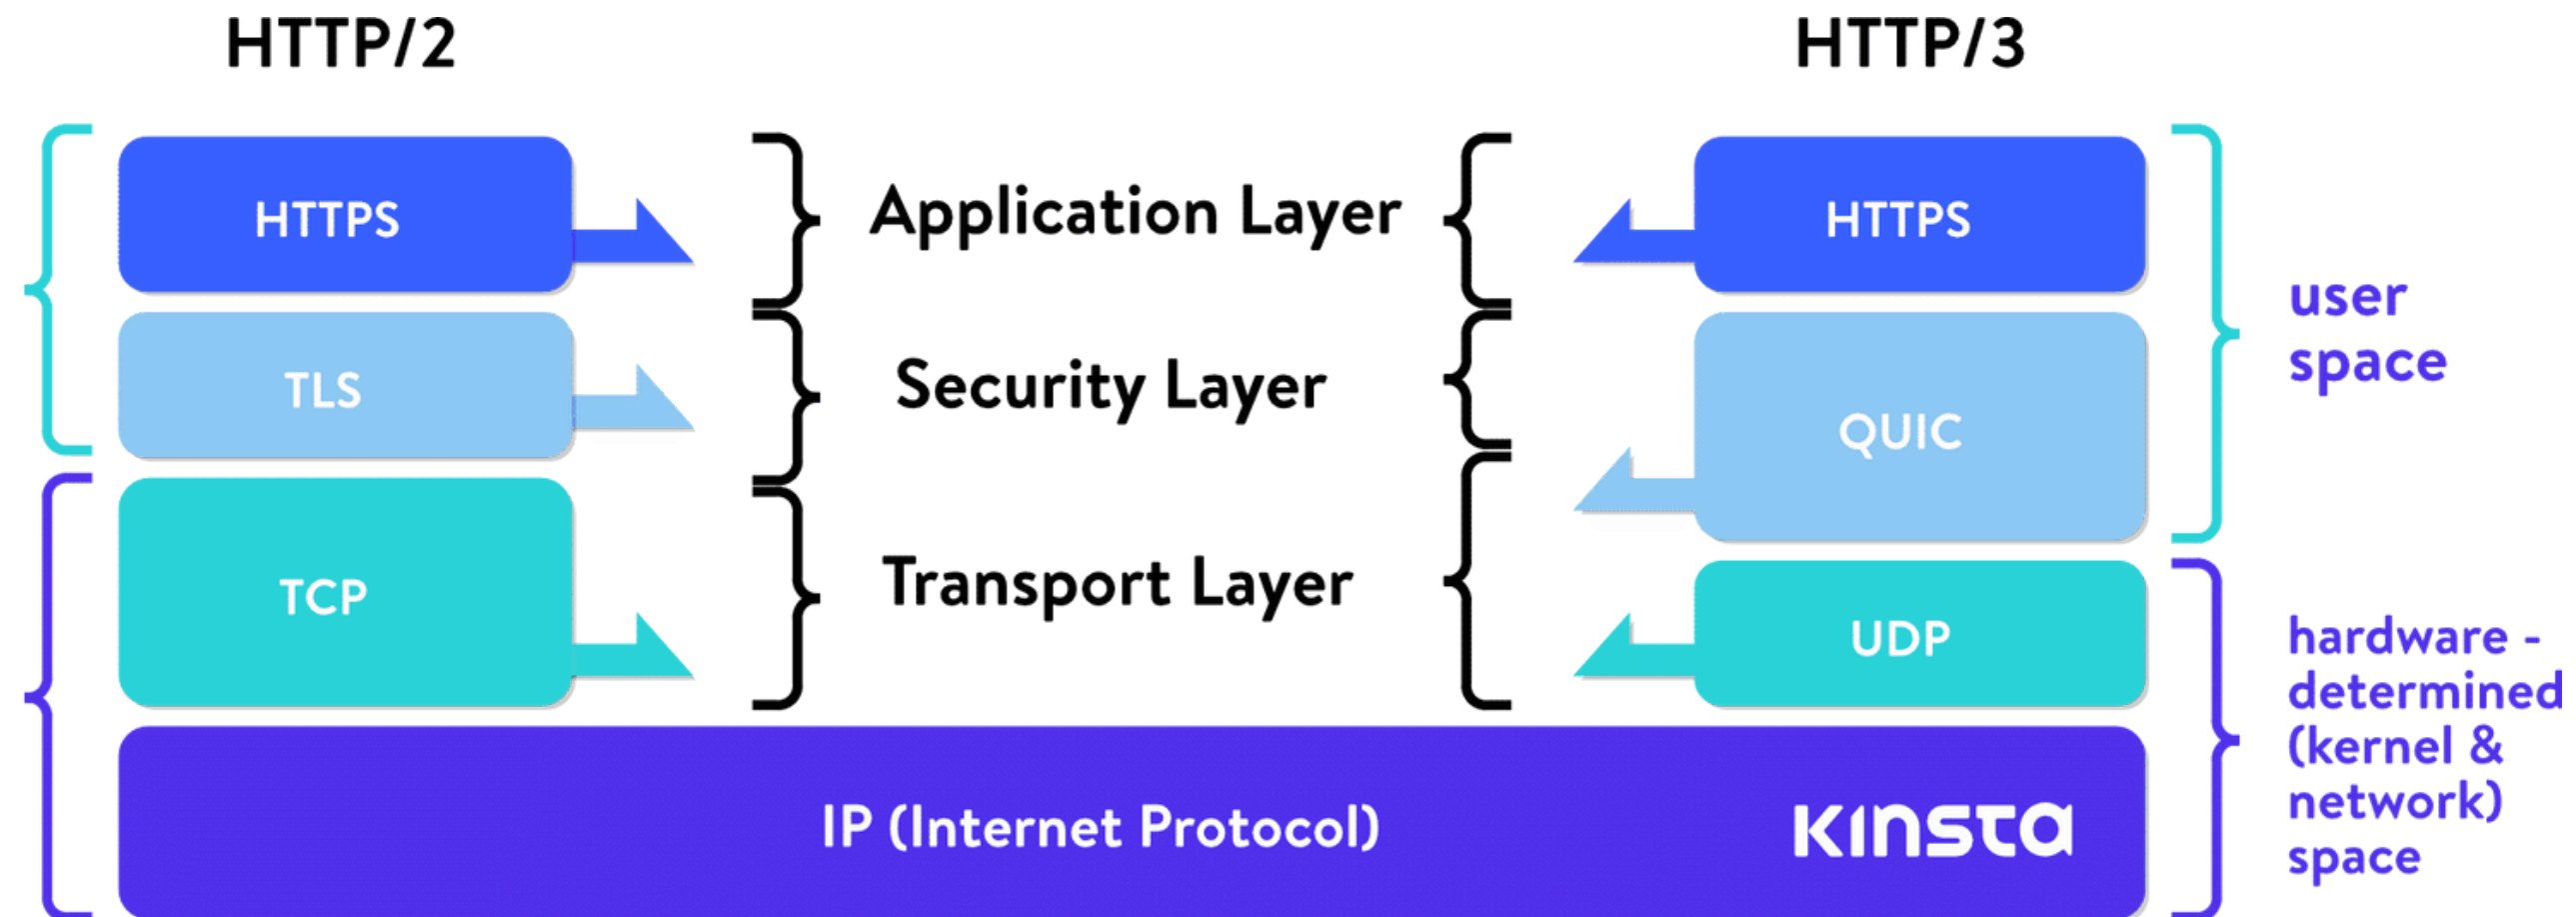 HTTP/2
HTTP/3
HTTPS
Application Layer
HTTPS
TLS
Security Layer
QUIC
user
space
TCP
Transport Layer
UDP
hardware -
determined
(kernel &
network)
space
IP (Internet Protocol)
Kinsta